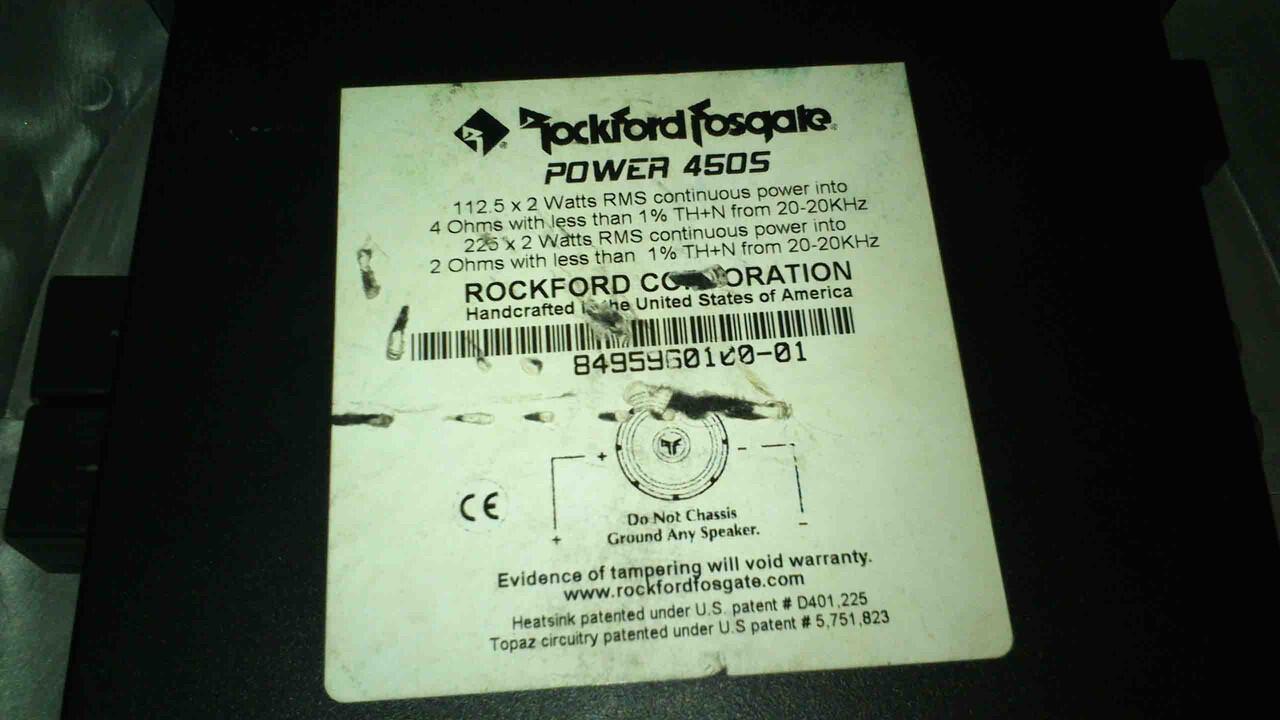 Rockford Fosgate
POWER 450S
112.5 x 2 Watts RMS continuous power into
4 Ohms with less than 1% TH+N from 20-20KHz
225 x 2 Watts RMS continuous power into
2 Ohms with less than 1% TH+N from 20-20KHz
ROCKFORD CORPORATION
Handcrafted in the United States of America
+ -
CE
Do Not Chassis
Ground Any Speaker.
+ -
Evidence of tampering will void warranty.
www.rockfordfosgate.com
Heatsink patented under U.S. patent # D401,225
Topaz circuitry patented under U.S patent # 5,751,823